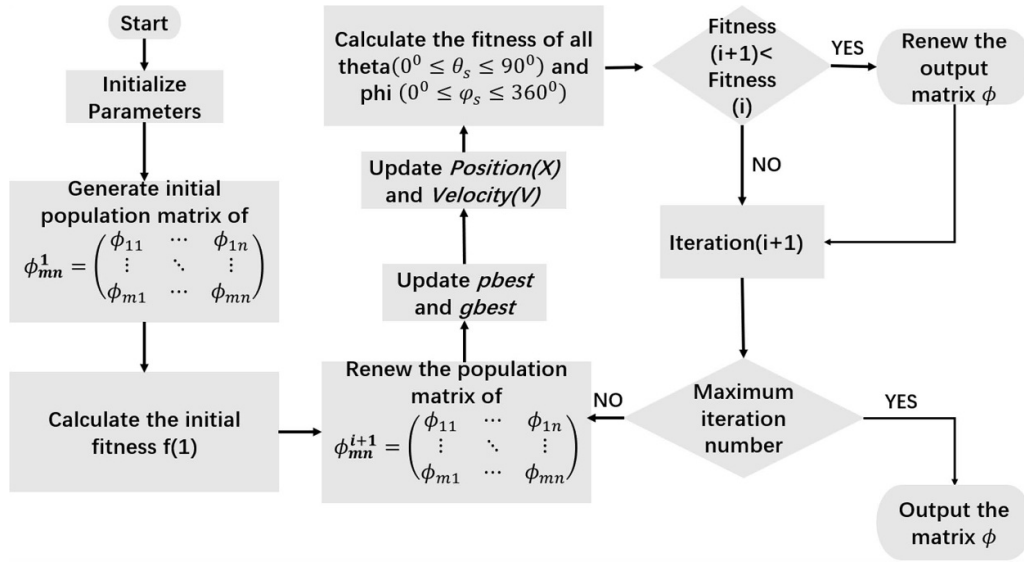 Start
Initialize
Parameters
Generate initial
population matrix of
ϕ₁₁ ⋯ ϕ₁ₙ
𝝓¹ₘₙ = ( ⋮ ⋱ ⋮ )
ϕₘ₁ ⋯ ϕₘₙ
Calculate the initial
fitness f(1)
Renew the population
matrix of
ϕ₁₁ ⋯ ϕ₁ₙ
𝝓ⁱ⁺¹ₘₙ = ( ⋮ ⋱ ⋮ )
ϕₘ₁ ⋯ ϕₘₙ
Update pbest
and gbest
Update Position(X)
and Velocity(V)
Calculate the fitness of all
theta(0⁰ ≤ θₛ ≤ 90⁰) and
phi (0⁰ ≤ φₛ ≤ 360⁰)
Fitness
(i+1)<
Fitness
(i)
YES
Renew the
output
matrix ϕ
NO
Iteration(i+1)
Maximum
iteration
number
NO
YES
Output the
matrix ϕ